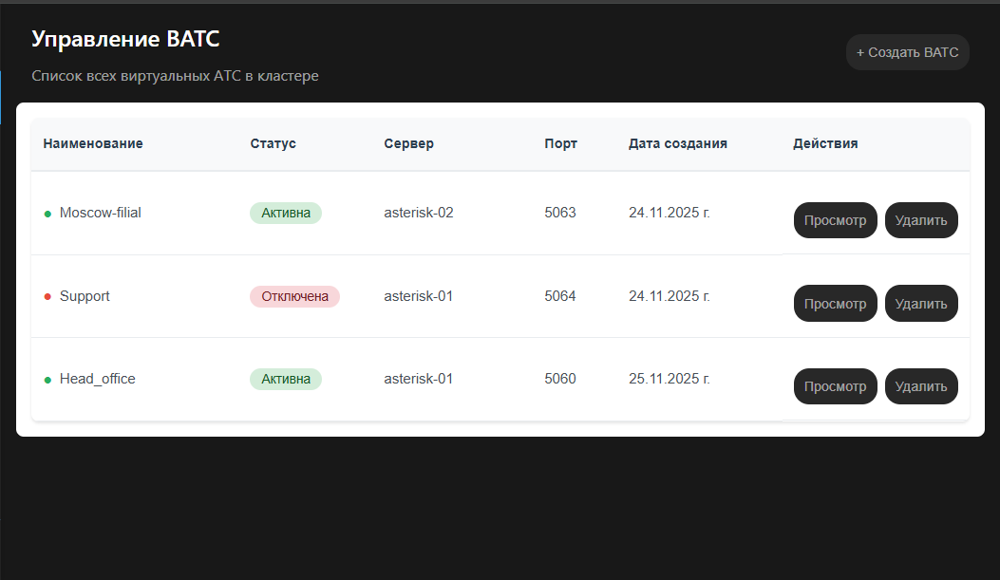 Управление ВАТС
Список всех виртуальных АТС в кластере
+ Создать ВАТС
Наименование Статус Сервер Порт Дата создания Действия
Moscow-filial Активна asterisk-02 5063 24.11.2025 г. Просмотр Удалить
Support Отключена asterisk-01 5064 24.11.2025 г. Просмотр Удалить
Head_office Активна asterisk-01 5060 25.11.2025 г. Просмотр Удалить